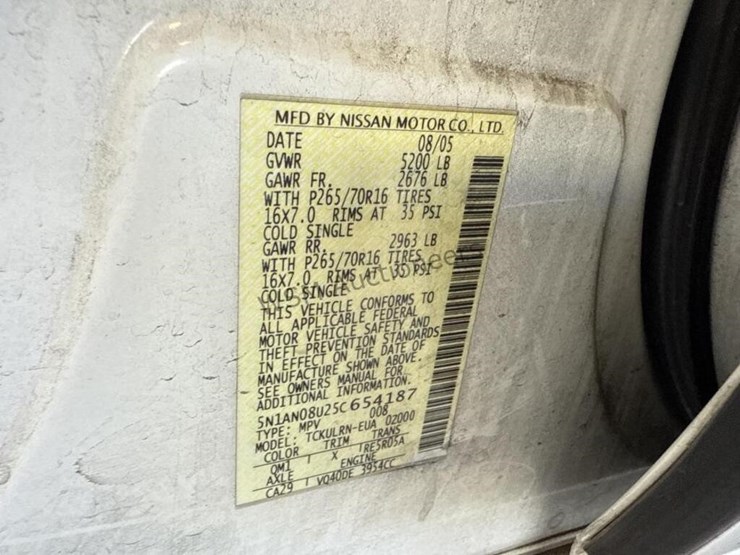 MFD BY NISSAN MOTOR CO., LTD.
DATE 08/05
GVWR 5200 LB
GAWR FR. 2676 LB
WITH P265/70R16 TIRES
16X7.0 RIMS AT 35 PSI
COLD SINGLE
GAWR RR. 2963 LB
WITH P265/70R16 TIRES
16X7.0 RIMS AT 35 PSI
COLD SINGLE
THIS VEHICLE CONFORMS TO
ALL APPLICABLE FEDERAL
MOTOR VEHICLE SAFETY AND
THEFT PREVENTION STANDARDS
IN EFFECT ON THE DATE OF
MANUFACTURE SHOWN ABOVE.
SEE OWNERS MANUAL FOR
ADDITIONAL INFORMATION.
5N1AN08U25C654187
TYPE: MPV 008
MODEL: TCKULRN-EUA 02000
COLOR TRIM TRANS
QM1 X TRE5R05A
AXLE ENGINE
CA29 VQ40DE 3954CC